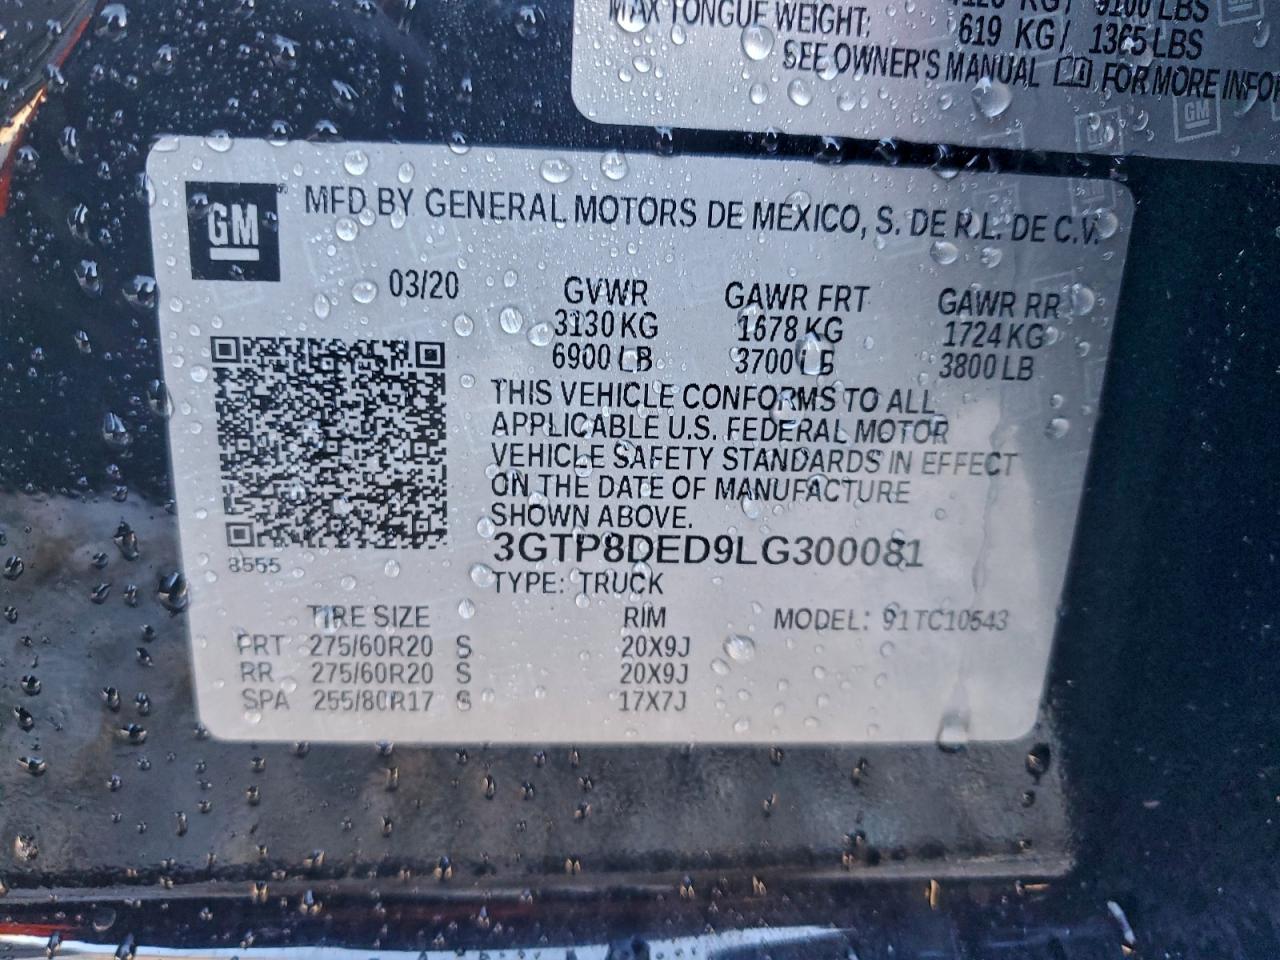 9100 LBS
MAX TONGUE WEIGHT: 619 KG/ 1365 LBS
SEE OWNER'S MANUAL FOR MORE INFO
GM
MFD BY GENERAL MOTORS DE MEXICO, S. DE R.L. DE C.V.
03/20 GVWR GAWR FRT GAWR RR
3130 KG 1678 KG 1724 KG
6900 LB 3700 LB 3800 LB
THIS VEHICLE CONFORMS TO ALL
APPLICABLE U.S. FEDERAL MOTOR
VEHICLE SAFETY STANDARDS IN EFFECT
ON THE DATE OF MANUFACTURE
SHOWN ABOVE.
3GTP8DED9LG300081
8555
TYPE: TRUCK
TIRE SIZE RIM MODEL: 91TC10543
FRT 275/60R20 S 20X9J
RR 275/60R20 S 20X9J
SPA 255/80R17 S 17X7J